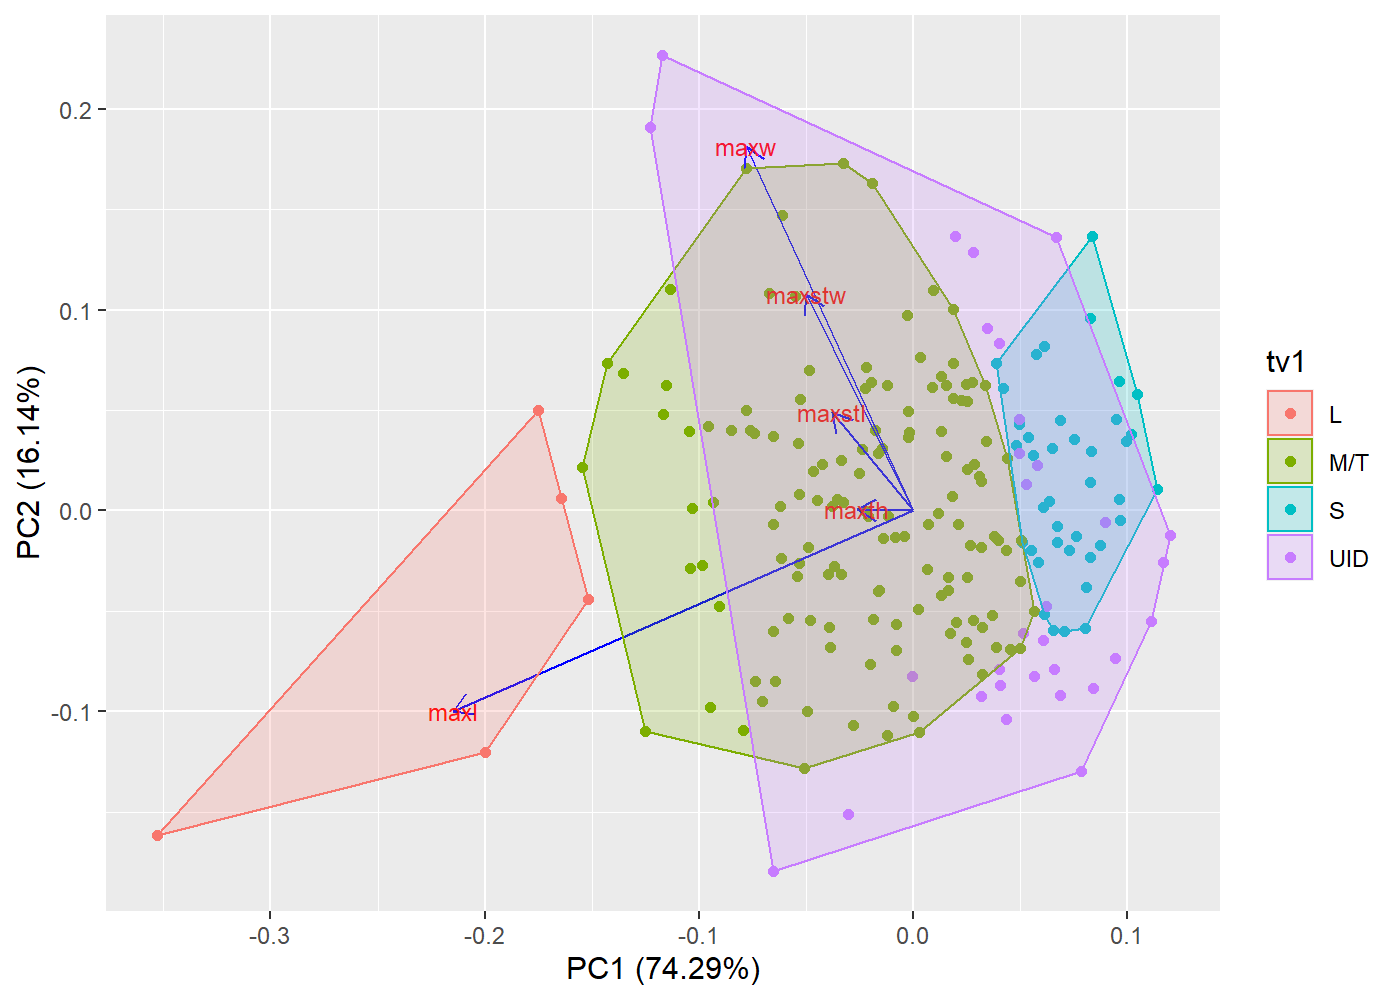 0.2
0.1
0.0
-0.1
PC2 (16.14%)
maxw
maxstw
maxstl
maxth
maxl
-0.3
-0.2
-0.1
0.0
0.1
PC1 (74.29%)
tv1
L
M/T
S
UID